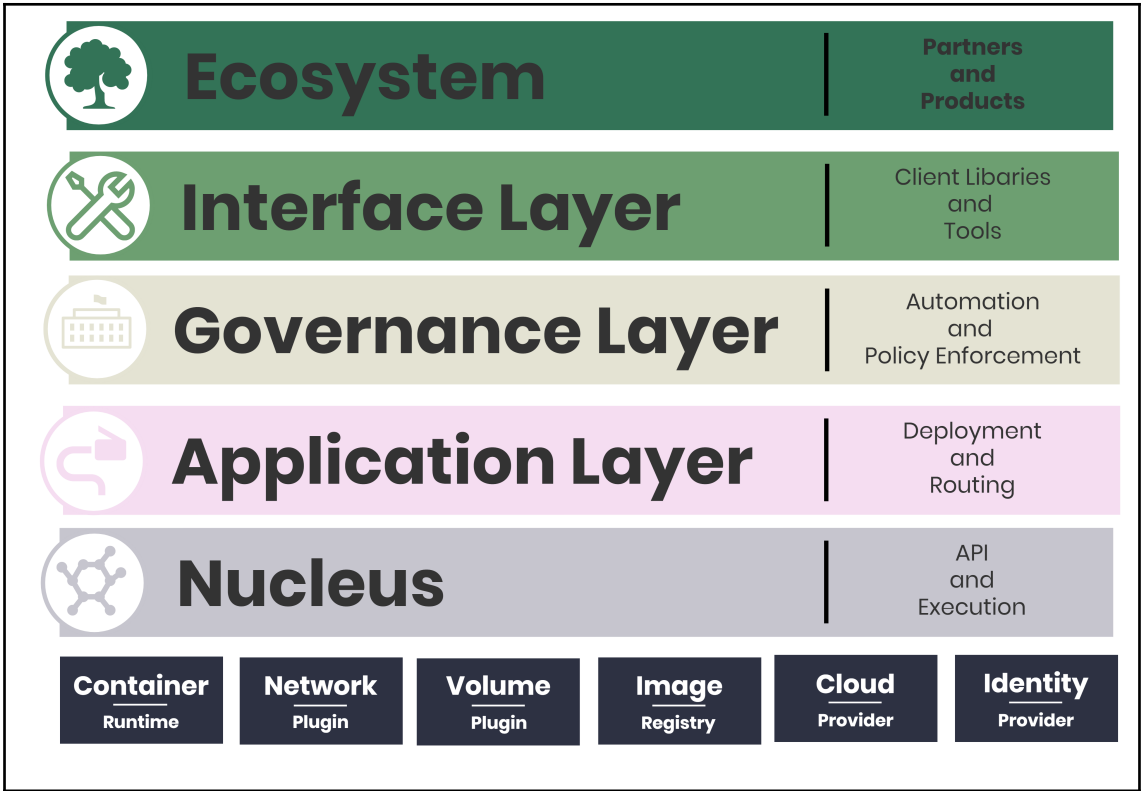 Ecosystem
Partners
and
Products
Interface Layer
Client Libaries
and
Tools
Governance Layer
Automation
and
Policy Enforcement
Application Layer
Deployment
and
Routing
Nucleus
API
and
Execution
Container
Runtime
Network
Plugin
Volume
Plugin
Image
Registry
Cloud
Provider
Identity
Provider